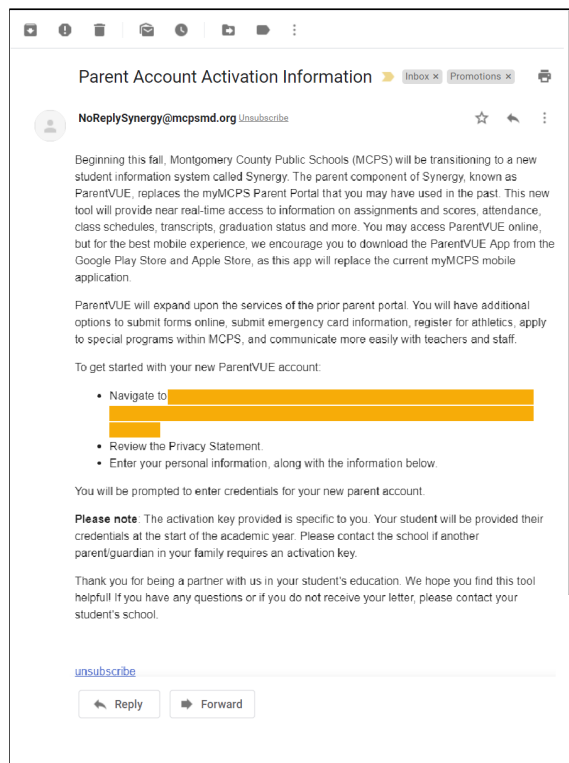 Parent Account Activation Information Inbox × Promotions ×
NoReplySynergy@mcpsmd.org Unsubscribe
Beginning this fall, Montgomery County Public Schools (MCPS) will be transitioning to a new
student information system called Synergy. The parent component of Synergy, known as
ParentVUE, replaces the myMCPS Parent Portal that you may have used in the past. This new
tool will provide near real-time access to information on assignments and scores, attendance,
class schedules, transcripts, graduation status and more. You may access ParentVUE online,
but for the best mobile experience, we encourage you to download the ParentVUE App from the
Google Play Store and Apple Store, as this app will replace the current myMCPS mobile
application.
ParentVUE will expand upon the services of the prior parent portal. You will have additional
options to submit forms online, submit emergency card information, register for athletics, apply
to special programs within MCPS, and communicate more easily with teachers and staff.
To get started with your new ParentVUE account:
• Navigate to
• Review the Privacy Statement.
• Enter your personal information, along with the information below.
You will be prompted to enter credentials for your new parent account.
Please note: The activation key provided is specific to you. Your student will be provided their
credentials at the start of the academic year. Please contact the school if another
parent/guardian in your family requires an activation key.
Thank you for being a partner with us in your student's education. We hope you find this tool
helpful! If you have any questions or if you do not receive your letter, please contact your
student's school.
unsubscribe
Reply Forward